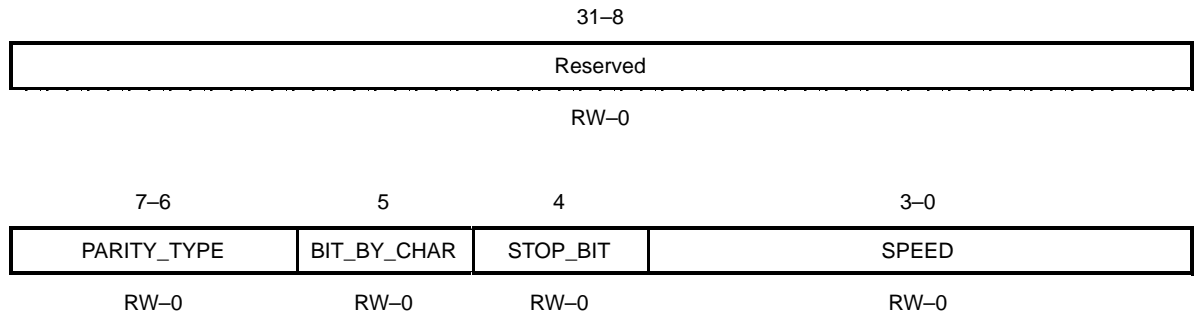 31–8
Reserved
RW–0
7–6 5 4 3–0
PARITY_TYPE BIT_BY_CHAR STOP_BIT SPEED
RW–0 RW–0 RW–0 RW–0